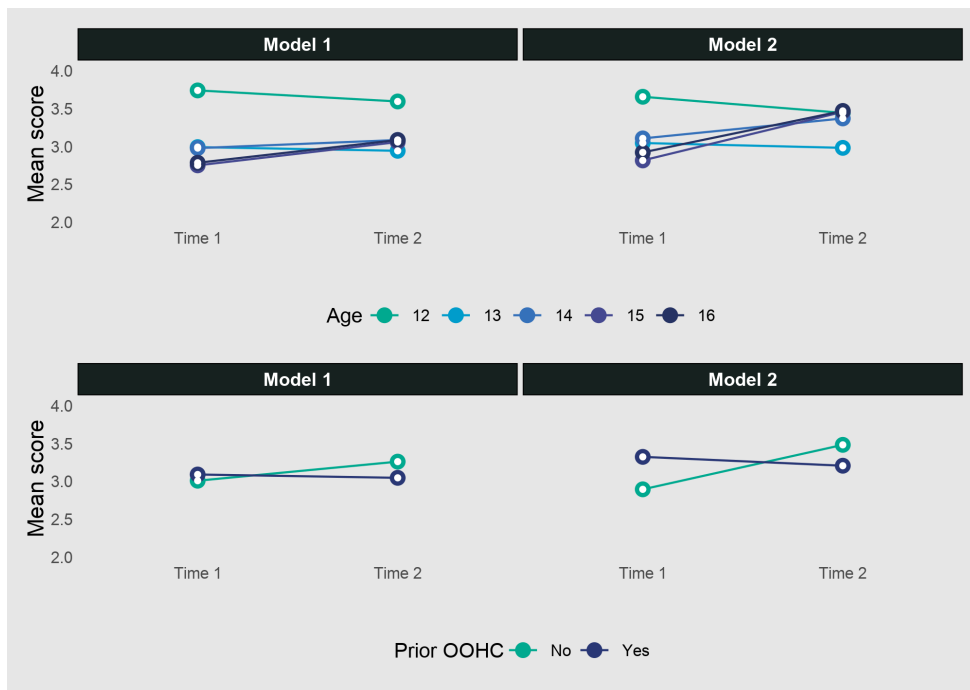 Model 1 Model 2
Mean score
4.0
3.5
3.0
2.5
2.0
Time 1 Time 2 Time 1 Time 2
Age 12 13 14 15 16
Model 1 Model 2
Mean score
4.0
3.5
3.0
2.5
2.0
Time 1 Time 2 Time 1 Time 2
Prior OOHC No Yes